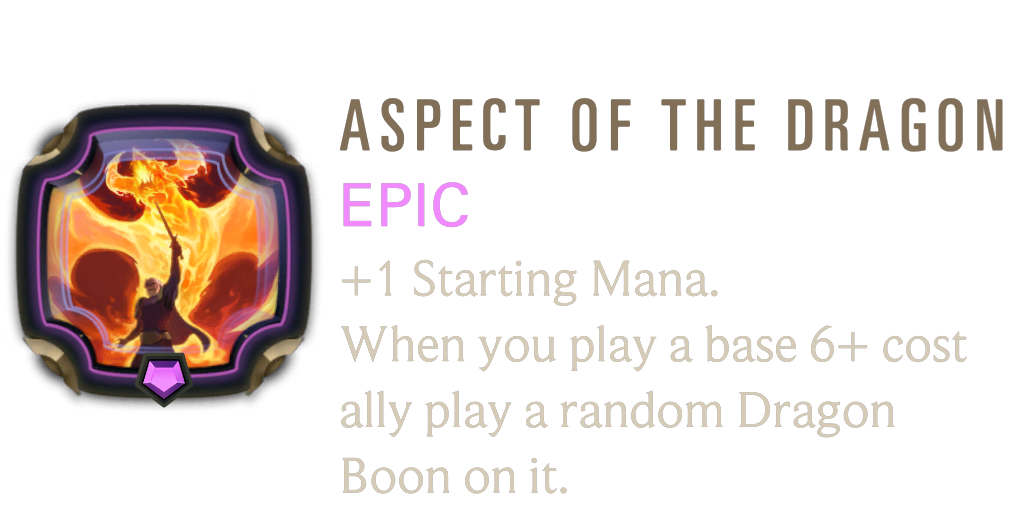 ASPECT OF THE DRAGON
EPIC
+1 Starting Mana.
When you play a base 6+ cost
ally play a random Dragon
Boon on it.